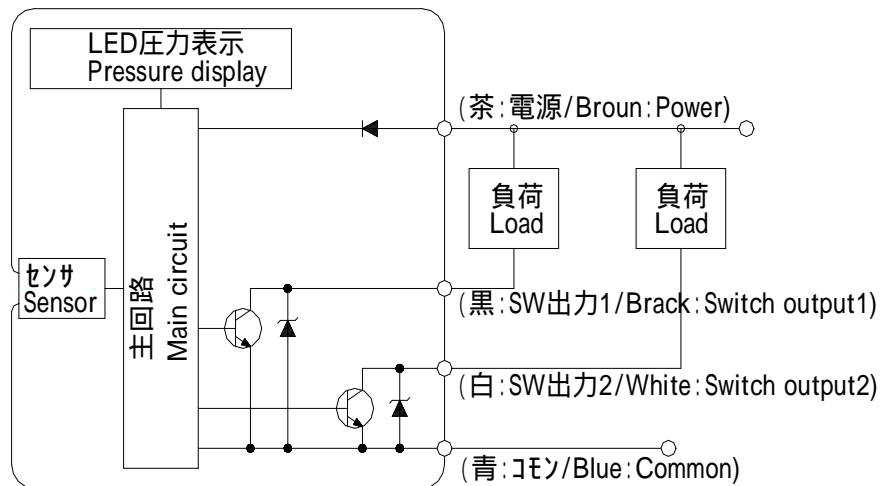 LED圧力表示
Pressure display
(茶:電源/Broun:Power)
負荷
Load
負荷
Load
センサ
Sensor
主回路
Main circuit
(黒:SW出力1/Brack:Switch output1)
(白:SW出力2/White:Switch output2)
(青:コモン/Blue:Common)